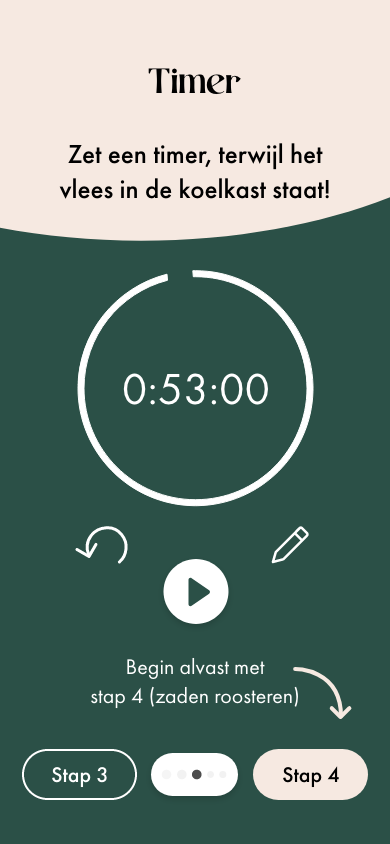 Timer
Zet een timer, terwijl het
vlees in de koelkast staat!
0:53:00
Begin alvast met
stap 4 (zaden roosteren)
Stap 3
Stap 4